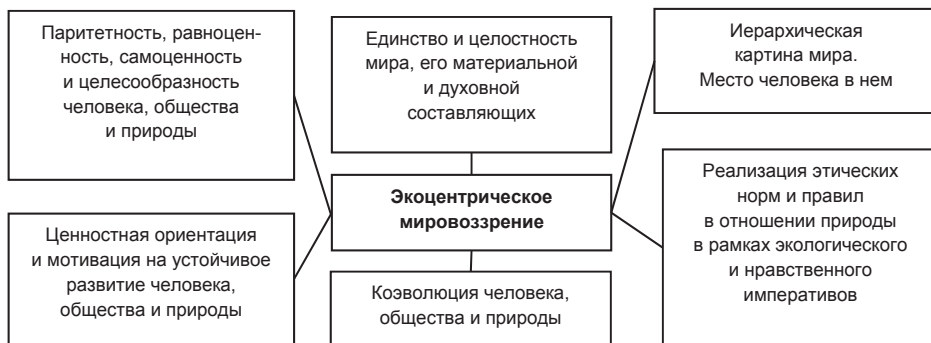 Паритетность, равноцен-
ность, самоценность
и целесообразность
человека, общества
и природы
Единство и целостность
мира, его материальной
и духовной
составляющих
Иерархическая
картина мира.
Место человека в нем
Экоцентрическое
мировоззрение
Ценностная ориентация
и мотивация на устойчивое
развитие человека,
общества и природы
Коэволюция человека,
общества и природы
Реализация этических
норм и правил
в отношении природы
в рамках экологического
и нравственного
императивов